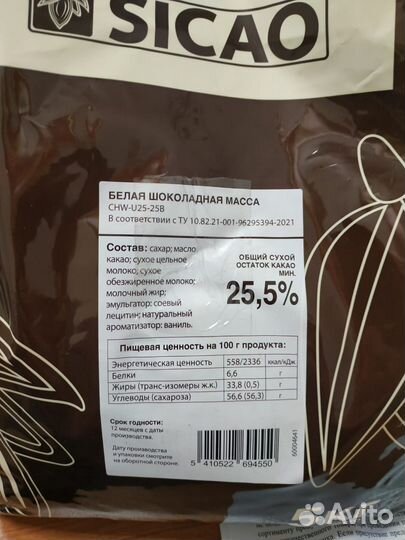 SICAO
БЕЛАЯ ШОКОЛАДНАЯ МАССА
CHW-U25-25B
В соответствии с ТУ 10.82.21-001-96295394-2021
Состав: сахар; масло
какао; сухое цельное
молоко, сухое
обезжиренное молоко;
молочный жир;
эмульгатор: соевый
лецитин; натуральный
ароматизатор: ваниль.
ОБЩИЙ СУХОЙ
ОСТАТОК КАКАО
МИН.
25,5%
Пищевая ценность на 100 г продукта:
Энергетическая ценность 558/2336 ккал/кДж
Белки 6,6 г
Жиры (транс-изомеры ж.к.) 33,8 (0,5) г
Углеводы (сахароза) 56,6 (56,3) г
Срок годности:
12 месяцев с даты
производства.
Дату производства
и упаковки смотрите
на оборотной стороне.
5 410522 694550
60004641
Avito